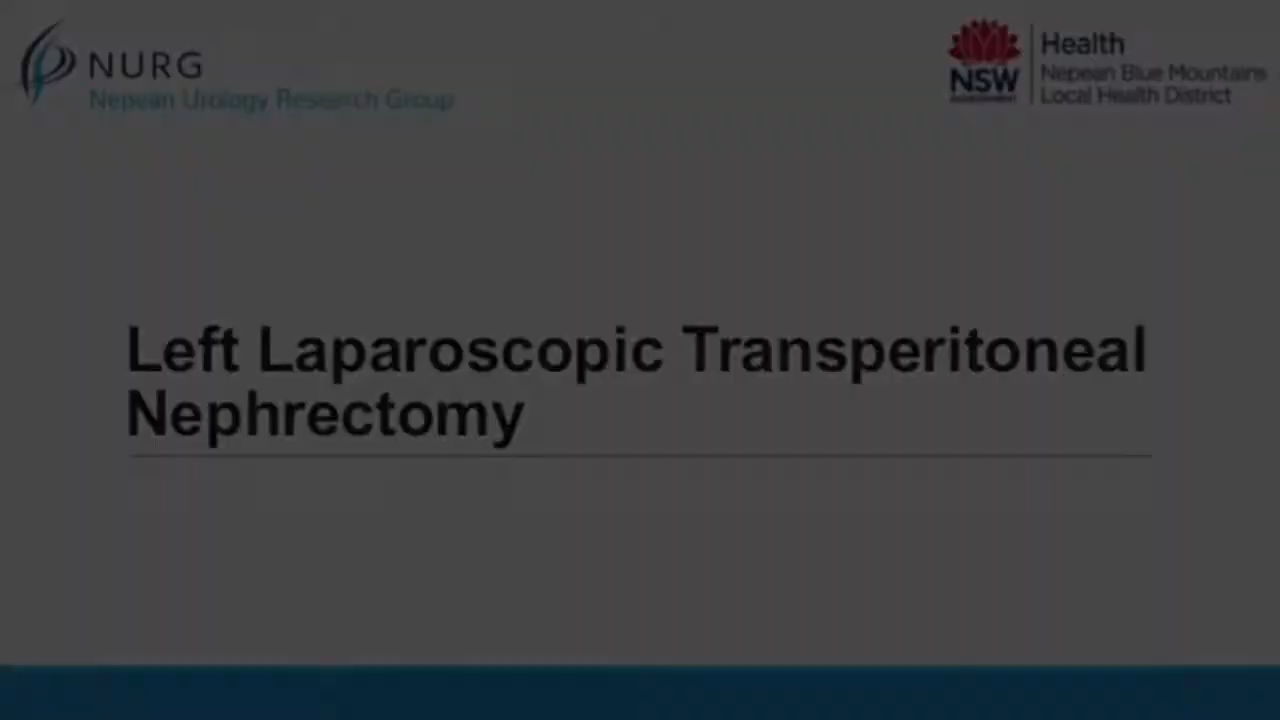 NURG
Nepean Urology Research Group
NSW
Health
Nepean Blue Mountains
Local Health District
Left Laparoscopic Transperitoneal
Nephrectomy